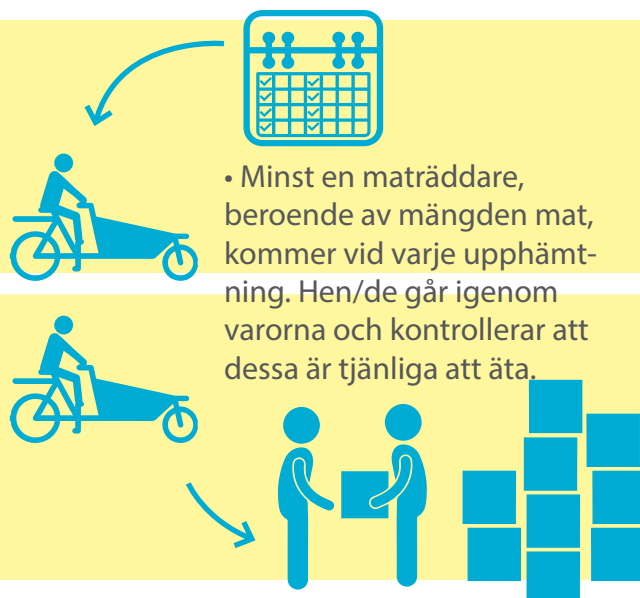 • Minst en maträddare,
beroende av mängden mat,
kommer vid varje upphämt-
ning. Hen/de går igenom
varorna och kontrollerar att
dessa är tjänliga att äta.